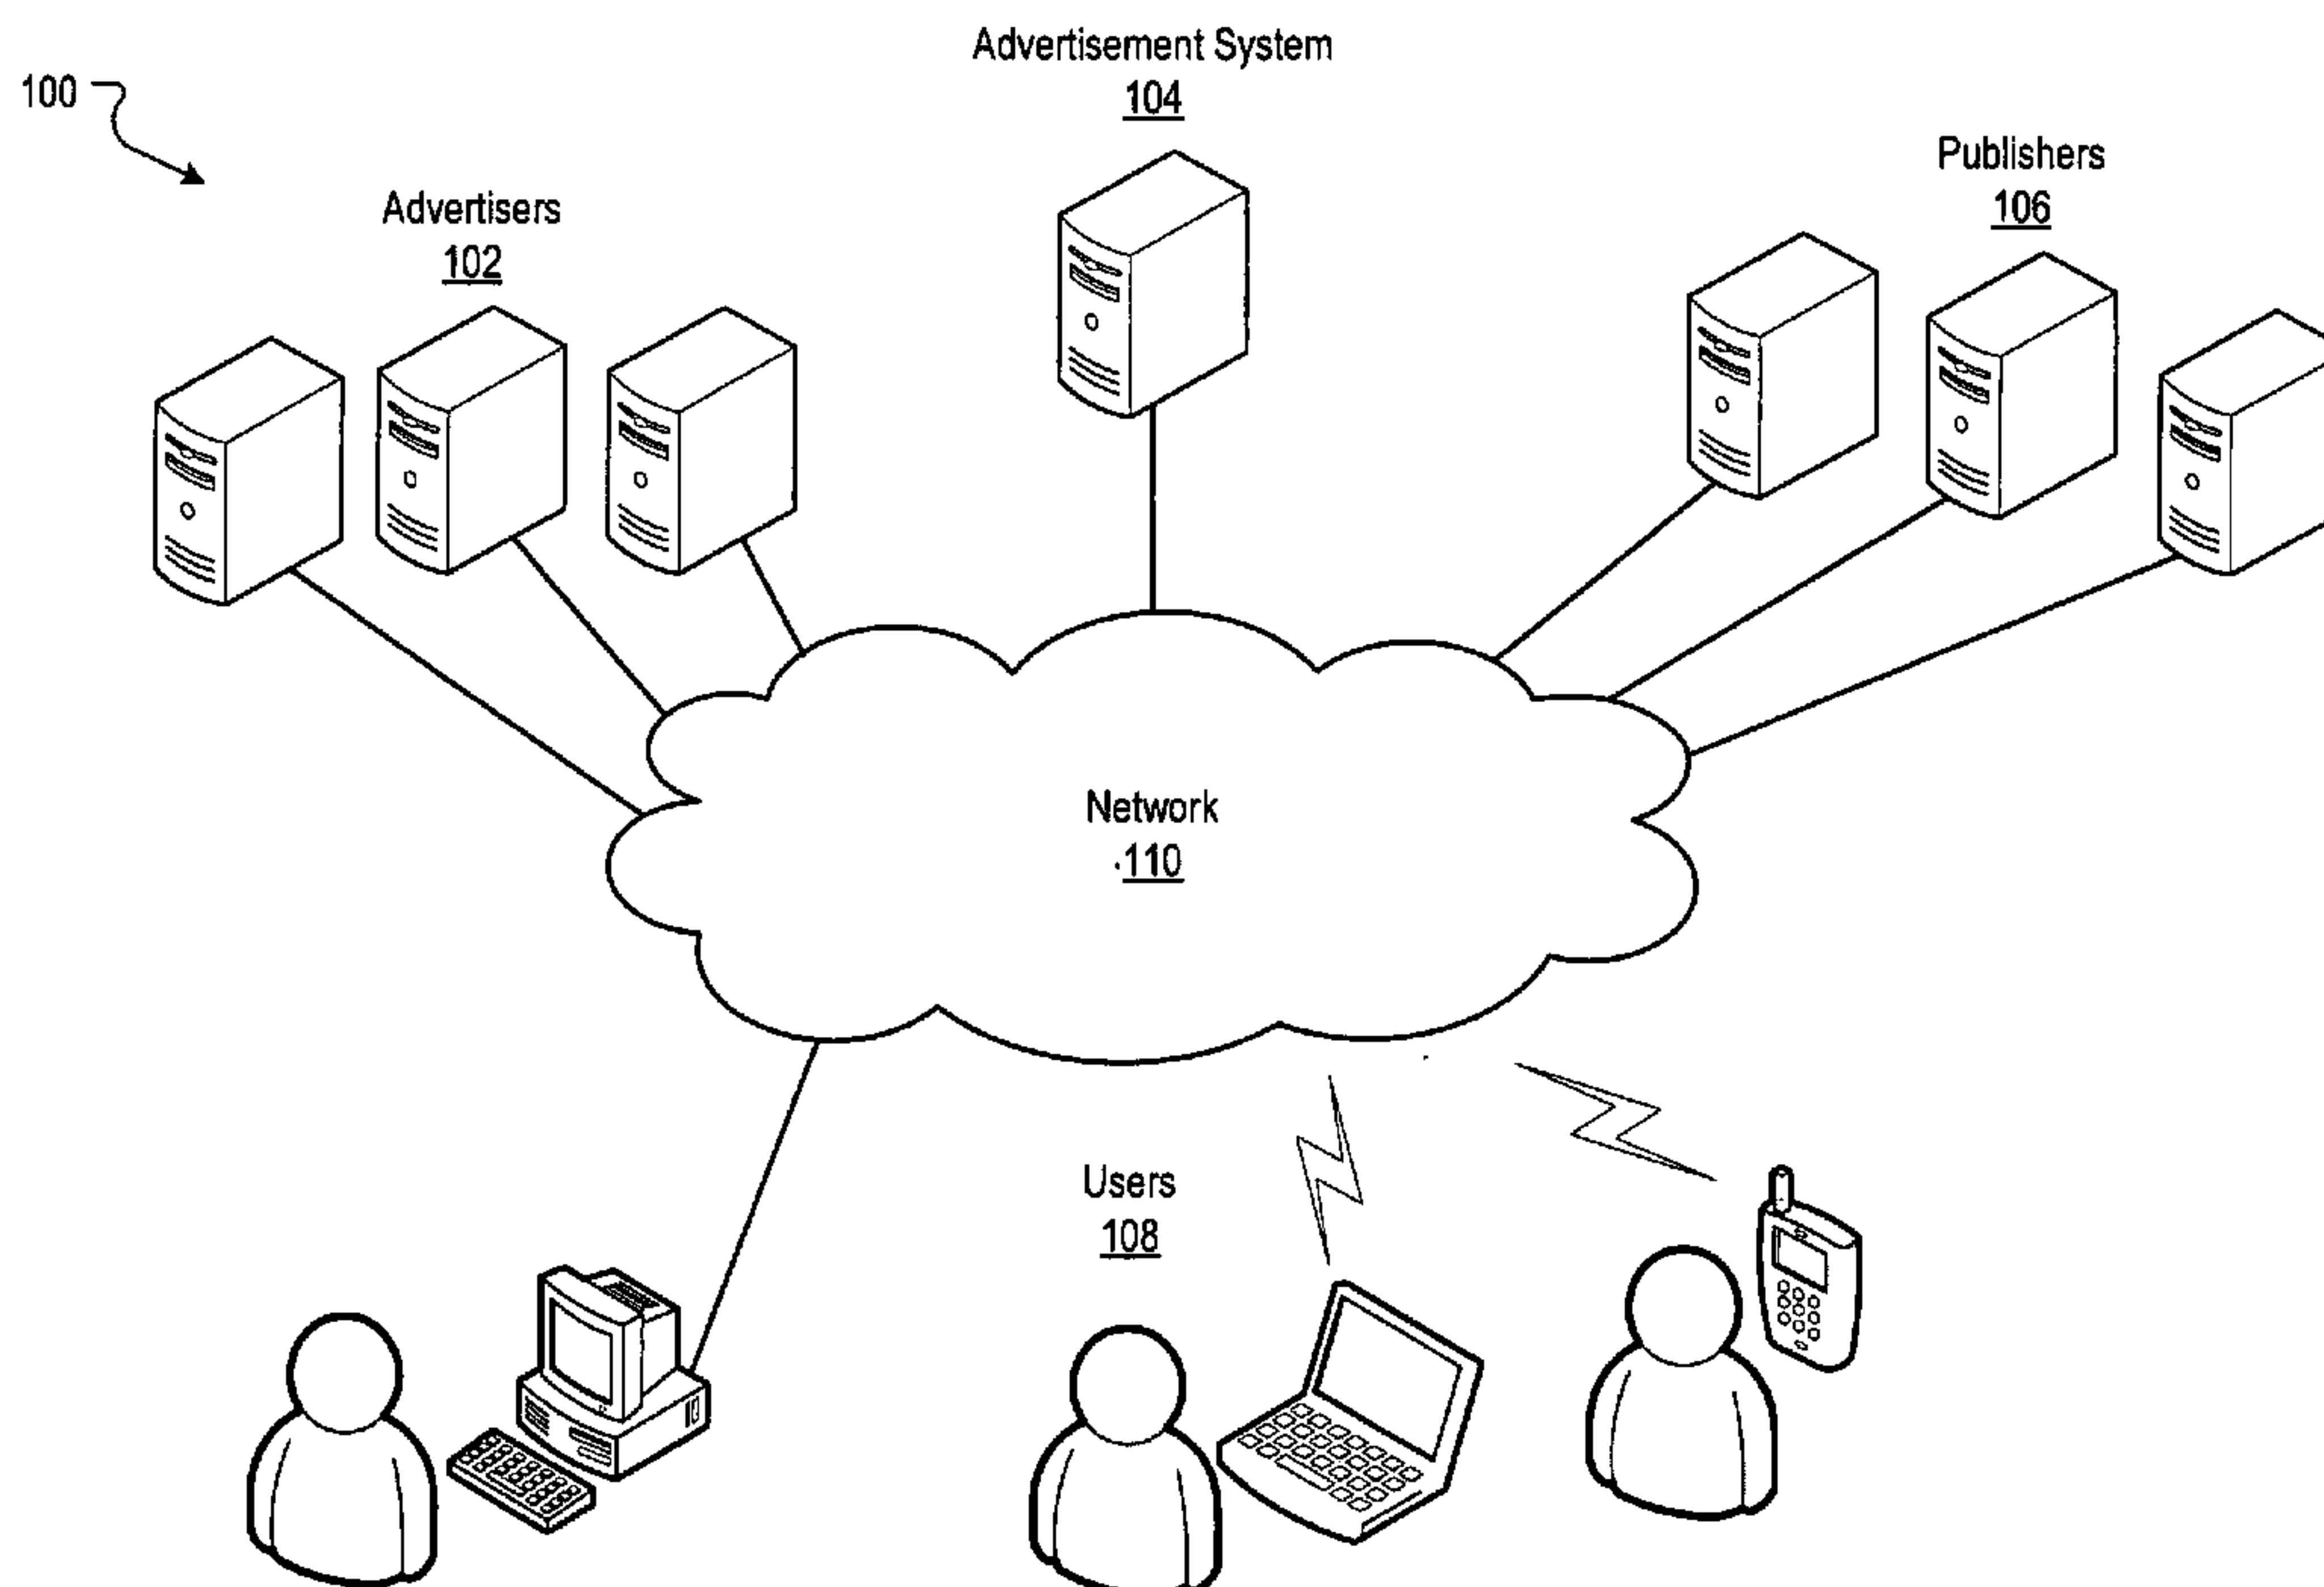 Advertisement System
104
100
Publishers
106
Advertisers
102
Network
110
Users
108